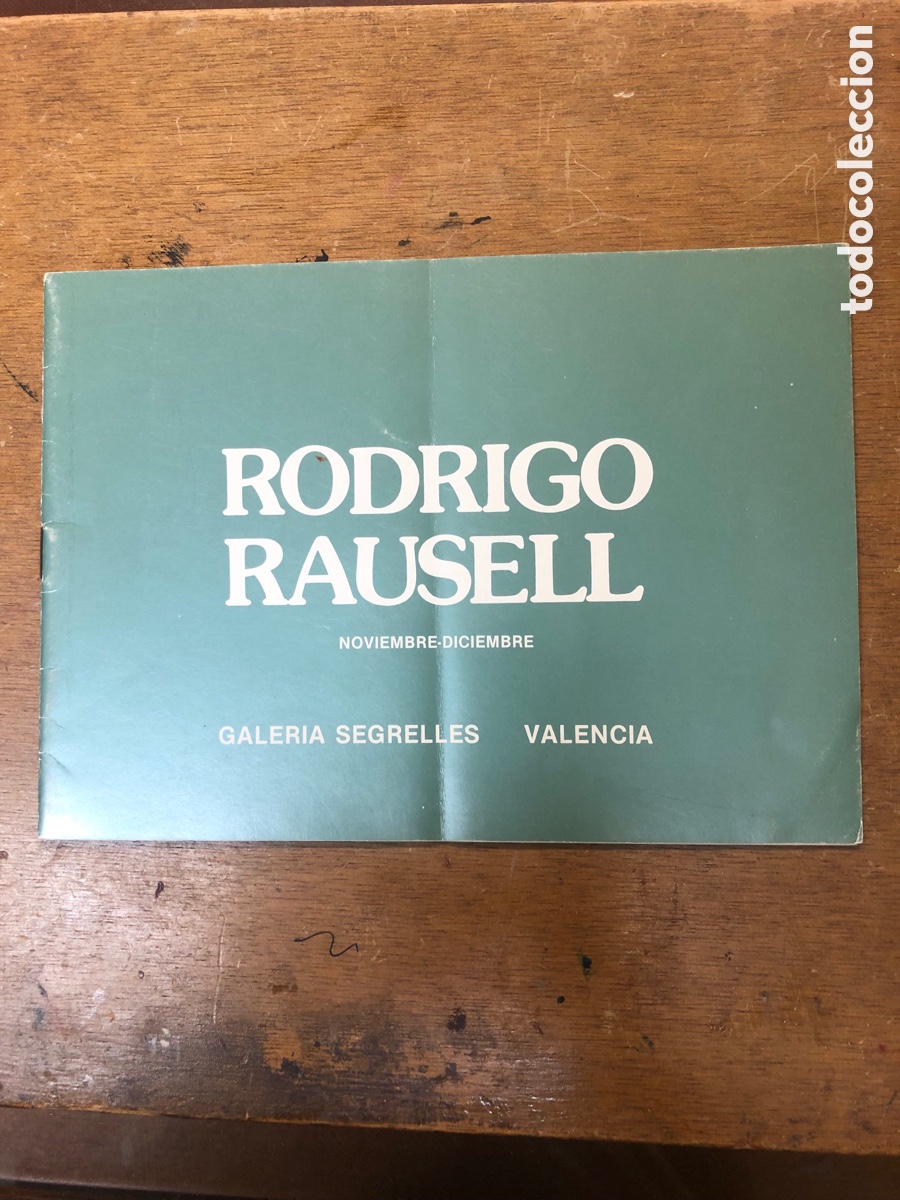 RODRIGO
RAUSELL
NOVIEMBRE-DICIEMBRE
GALERIA SEGRELLES VALENCIA
todocoleccion